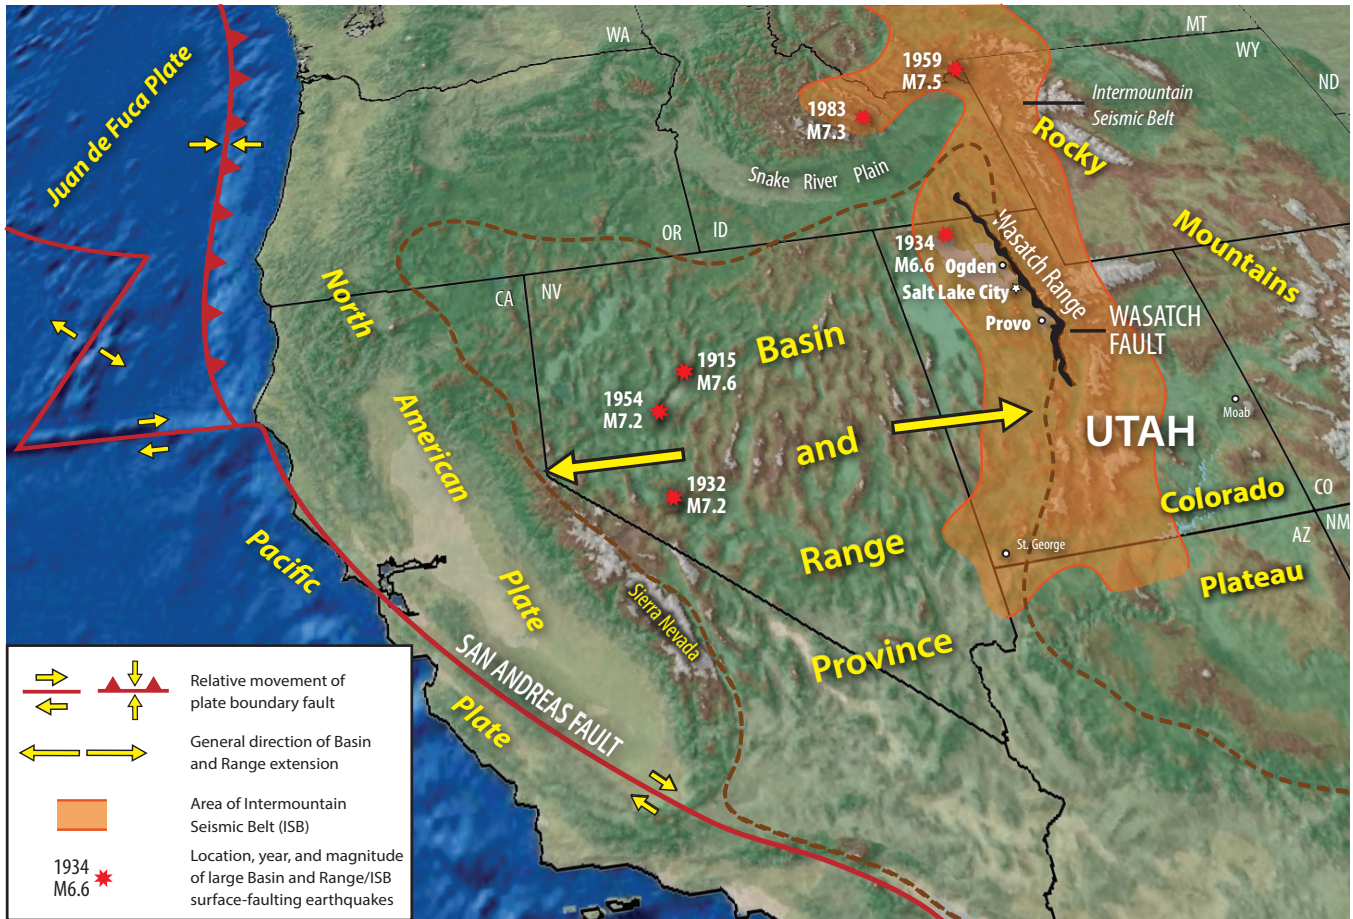 WA
MT
WY
ND
Juan de Fuca Plate
1959
M7.5
Intermountain
Seismic Belt
1983
M7.3
Rocky
Mountains
Snake River Plain
OR
ID
Wasatch Range
1934
M6.6
Ogden
Salt Lake City
Provo
WASATCH
FAULT
CA
NV
North
American
Plate
Basin
and
Range
Province
1915
M7.6
1954
M7.2
1932
M7.2
UTAH
Moab
Colorado
Plateau
CO
NM
AZ
St. George
Pacific
Plate
Sierra Nevada
SAN ANDREAS FAULT
Relative movement of
plate boundary fault
General direction of Basin
and Range extension
Area of Intermountain
Seismic Belt (ISB)
1934
M6.6
Location, year, and magnitude
of large Basin and Range/ISB
surface-faulting earthquakes